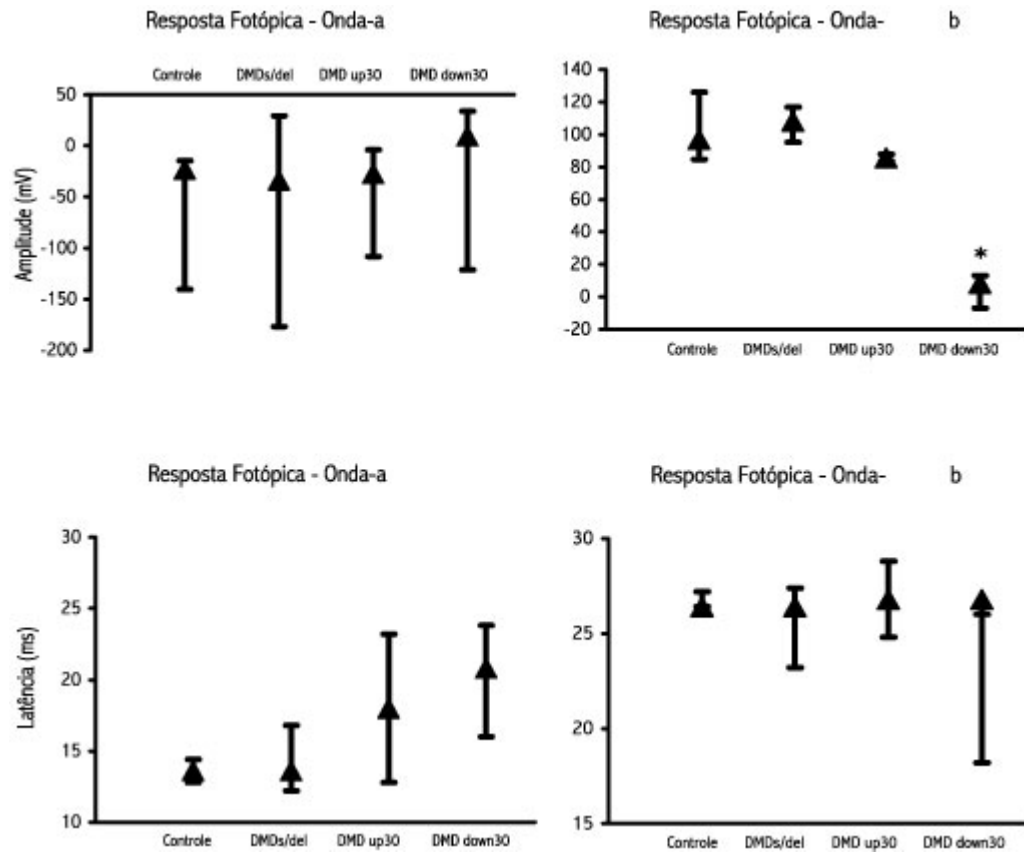 Resposta Fotópica - Onda-a
Controle DMDs/del DMD up30 DMD down30
Amplitude (mV)
50
0
-50
-100
-150
-200
Resposta Fotópica - Onda- b
140
120
100
80
60
40
20
0
-20
*
Controle DMDs/del DMD up30 DMD down30
Resposta Fotópica - Onda-a
Latência (ms)
30
25
20
15
10
Controle DMDs/del DMD up30 DMD down30
Resposta Fotópica - Onda- b
30
25
20
15
Controle DMDs/del DMD up30 DMD down30